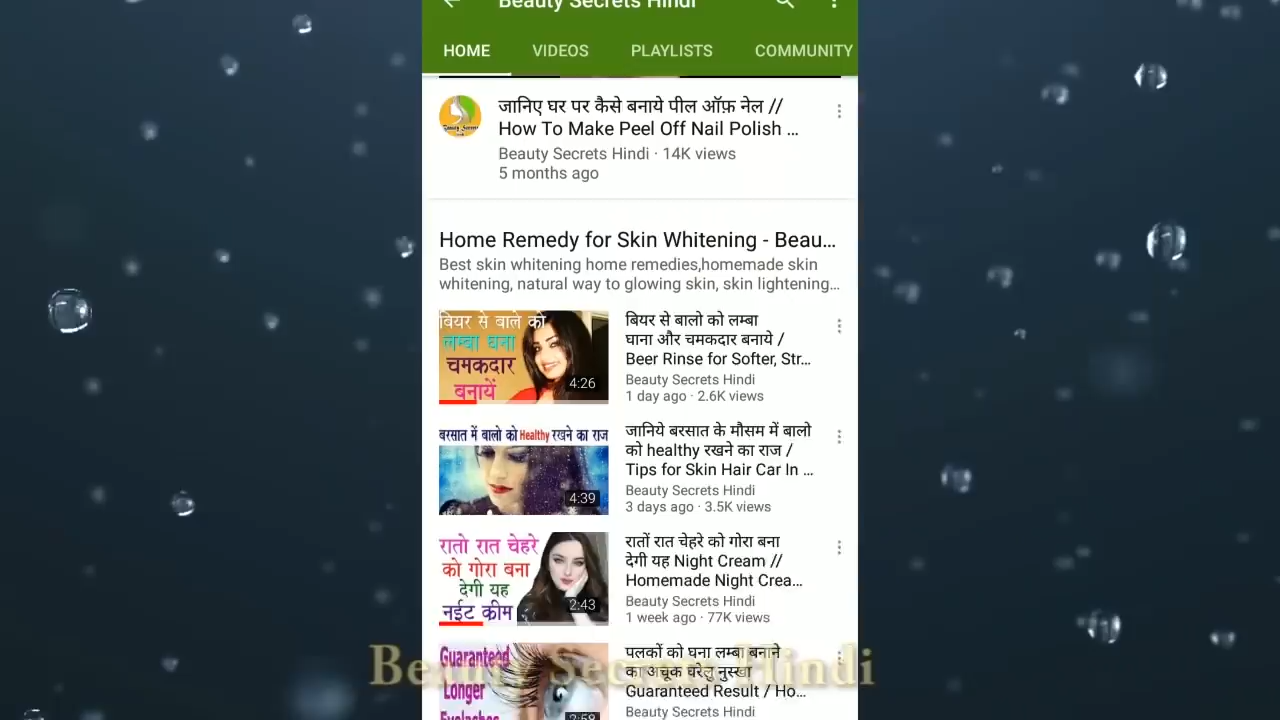 Beauty Secrets Hindi
HOME VIDEOS PLAYLISTS COMMUNITY
जानिए घर पर कैसे बनाये पील ऑफ़ नेल //
How To Make Peel Off Nail Polish ...
Beauty Secrets Hindi · 14K views
5 months ago
Home Remedy for Skin Whitening - Beau...
Best skin whitening home remedies,homemade skin
whitening, natural way to glowing skin, skin lightening...
बियर से बाले को
लम्बा घना
चमकदार
बनायें
4:26
बियर से बालो को लम्बा
घाना और चमकदार बनाये /
Beer Rinse for Softer, Str...
Beauty Secrets Hindi
1 day ago · 2.6K views
बरसात में बालो को Healthy रखने का राज
4:39
जानिये बरसात के मौसम में बालो
को healthy रखने का राज /
Tips for Skin Hair Car In ...
Beauty Secrets Hindi
3 days ago · 3.5K views
रातो रात चेहरे
को गोरा बना
देगी यह
नईट क्रीम
2:43
रातों रात चेहरे को गोरा बना
देगी यह Night Cream //
Homemade Night Crea...
Beauty Secrets Hindi
1 week ago · 77K views
Guaranteed
Longer
Eyelashes
2:58
पलकों को घना लम्बा बनाने
का अचूक घरेलु नुस्खा
Guaranteed Result / Ho...
Beauty Secrets Hindi
Beauty Secrets Hindi